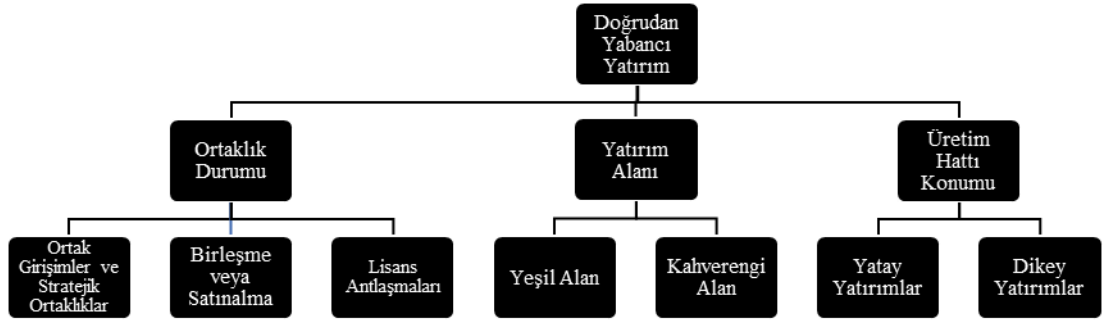 Doğrudan
Yabancı
Yatırım
Ortaklık
Durumu
Yatırım
Alanı
Üretim
Hattı
Konumu
Ortak
Girişimler ve
Stratejik
Ortaklıklar
Birleşme
veya
Satınalma
Lisans
Antlaşmaları
Yeşil Alan
Kahverengi
Alan
Yatay
Yatırımlar
Dikey
Yatırımlar